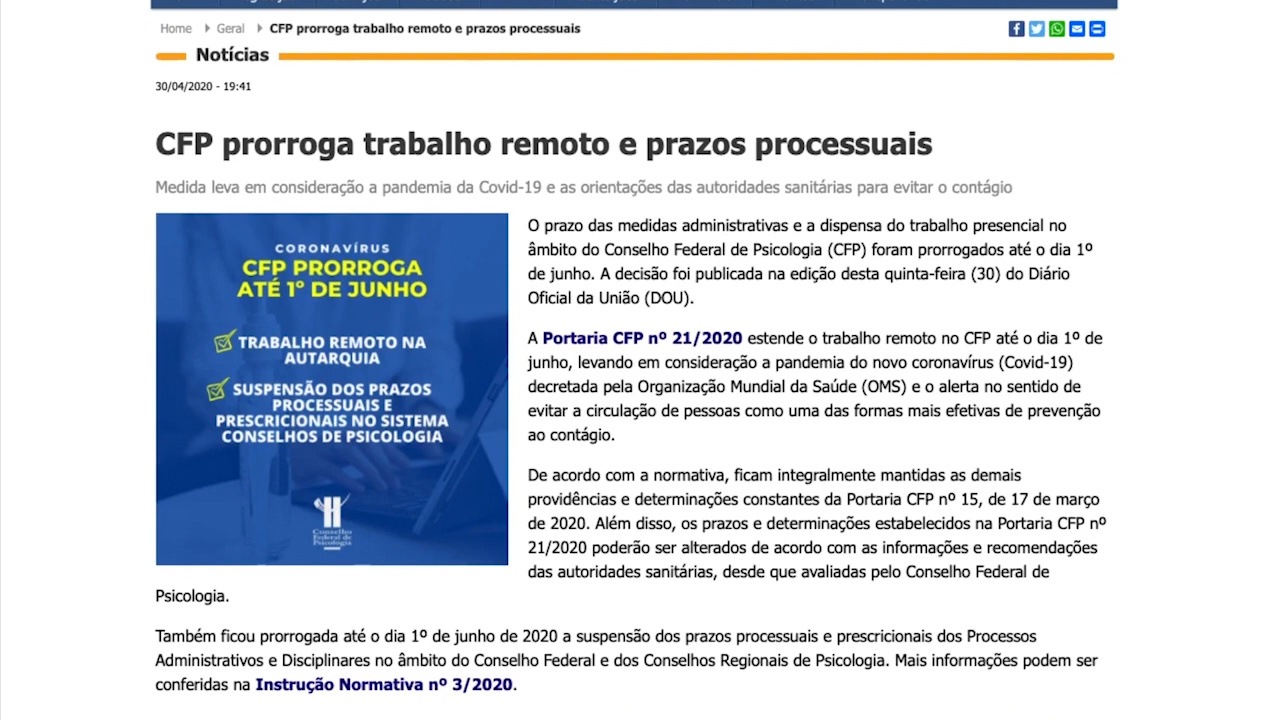 Home Geral CFP prorroga trabalho remoto e prazos processuais
Notícias
30/04/2020 - 19:41
CFP prorroga trabalho remoto e prazos processuais
Medida leva em consideração a pandemia da Covid-19 e as orientações das autoridades sanitárias para evitar o contágio
CORONAVÍRUS
CFP PRORROGA
ATÉ 1º DE JUNHO
TRABALHO REMOTO NA
AUTARQUIA
SUSPENSÃO DOS PRAZOS
PROCESSUAIS E
PRESCRICIONAIS NO SISTEMA
CONSELHOS DE PSICOLOGIA
Conselho
Federal de
Psicologia
O prazo das medidas administrativas e a dispensa do trabalho presencial no
âmbito do Conselho Federal de Psicologia (CFP) foram prorrogados até o dia 1º
de junho. A decisão foi publicada na edição desta quinta-feira (30) do Diário
Oficial da União (DOU).
A Portaria CFP nº 21/2020 estende o trabalho remoto no CFP até o dia 1º de
junho, levando em consideração a pandemia do novo coronavírus (Covid-19)
decretada pela Organização Mundial da Saúde (OMS) e o alerta no sentido de
evitar a circulação de pessoas como uma das formas mais efetivas de prevenção
ao contágio.
De acordo com a normativa, ficam integralmente mantidas as demais
providências e determinações constantes da Portaria CFP nº 15, de 17 de março
de 2020. Além disso, os prazos e determinações estabelecidos na Portaria CFP nº
21/2020 poderão ser alterados de acordo com as informações e recomendações
das autoridades sanitárias, desde que avaliadas pelo Conselho Federal de
Psicologia.
Também ficou prorrogada até o dia 1º de junho de 2020 a suspensão dos prazos processuais e prescricionais dos Processos
Administrativos e Disciplinares no âmbito do Conselho Federal e dos Conselhos Regionais de Psicologia. Mais informações podem ser
conferidas na Instrução Normativa nº 3/2020.